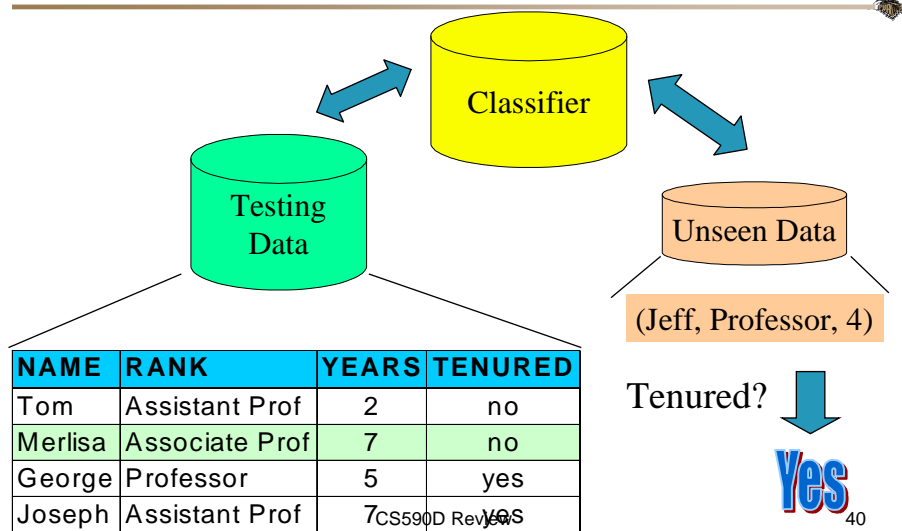 Classifier
Testing
Data
Unseen Data
(Jeff, Professor, 4)
NAME RANK YEARS TENURED
Tom Assistant Prof 2 no
Merlisa Associate Prof 7 no
George Professor 5 yes
Joseph Assistant Prof 7 yes
Tenured?
Yes
CS590D Review 40